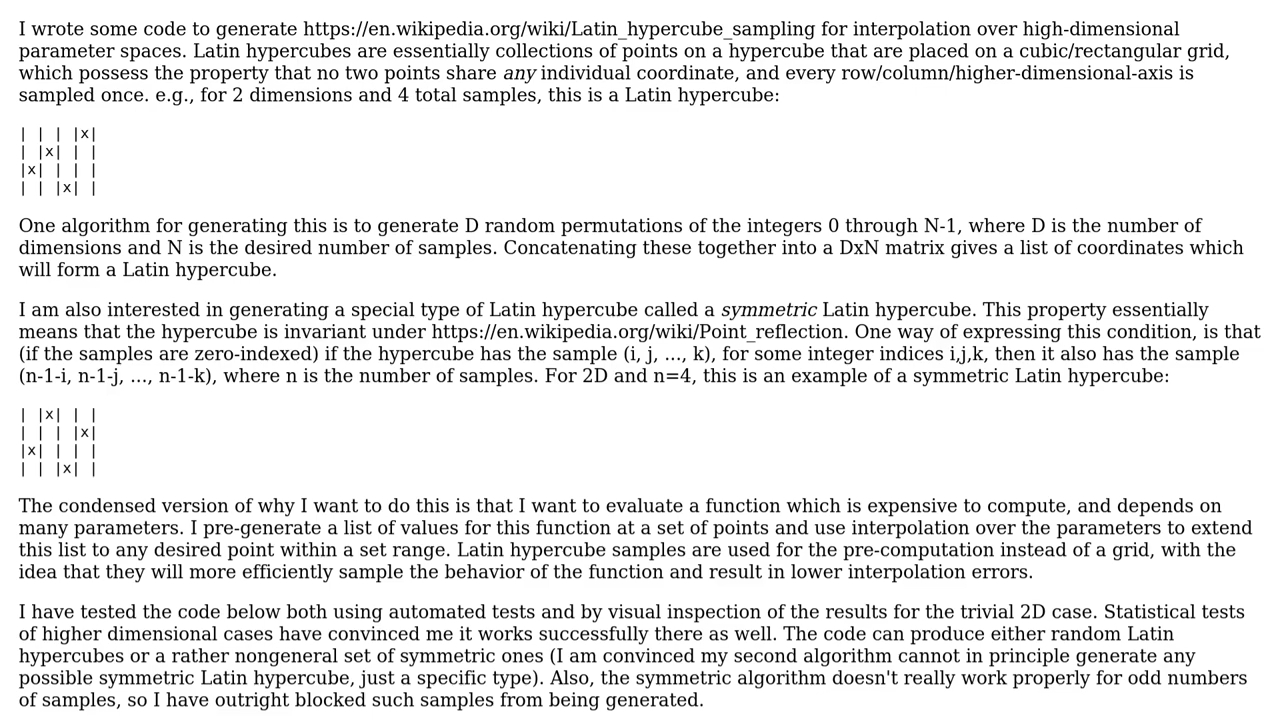 I wrote some code to generate https://en.wikipedia.org/wiki/Latin_hypercube_sampling for interpolation over high-dimensional
parameter spaces. Latin hypercubes are essentially collections of points on a hypercube that are placed on a cubic/rectangular grid,
which possess the property that no two points share any individual coordinate, and every row/column/higher-dimensional-axis is
sampled once. e.g., for 2 dimensions and 4 total samples, this is a Latin hypercube:
| | | |x|
| |x| | |
|x| | | |
| | |x| |
One algorithm for generating this is to generate D random permutations of the integers 0 through N-1, where D is the number of
dimensions and N is the desired number of samples. Concatenating these together into a DxN matrix gives a list of coordinates which
will form a Latin hypercube.
I am also interested in generating a special type of Latin hypercube called a symmetric Latin hypercube. This property essentially
means that the hypercube is invariant under https://en.wikipedia.org/wiki/Point_reflection. One way of expressing this condition, is that
(if the samples are zero-indexed) if the hypercube has the sample (i, j, ..., k), for some integer indices i,j,k, then it also has the sample
(n-1-i, n-1-j, ..., n-1-k), where n is the number of samples. For 2D and n=4, this is an example of a symmetric Latin hypercube:
| |x| | |
| | | |x|
|x| | | |
| | |x| |
The condensed version of why I want to do this is that I want to evaluate a function which is expensive to compute, and depends on
many parameters. I pre-generate a list of values for this function at a set of points and use interpolation over the parameters to extend
this list to any desired point within a set range. Latin hypercube samples are used for the pre-computation instead of a grid, with the
idea that they will more efficiently sample the behavior of the function and result in lower interpolation errors.
I have tested the code below both using automated tests and by visual inspection of the results for the trivial 2D case. Statistical tests
of higher dimensional cases have convinced me it works successfully there as well. The code can produce either random Latin
hypercubes or a rather nongeneral set of symmetric ones (I am convinced my second algorithm cannot in principle generate any
possible symmetric Latin hypercube, just a specific type). Also, the symmetric algorithm doesn't really work properly for odd numbers
of samples, so I have outright blocked such samples from being generated.